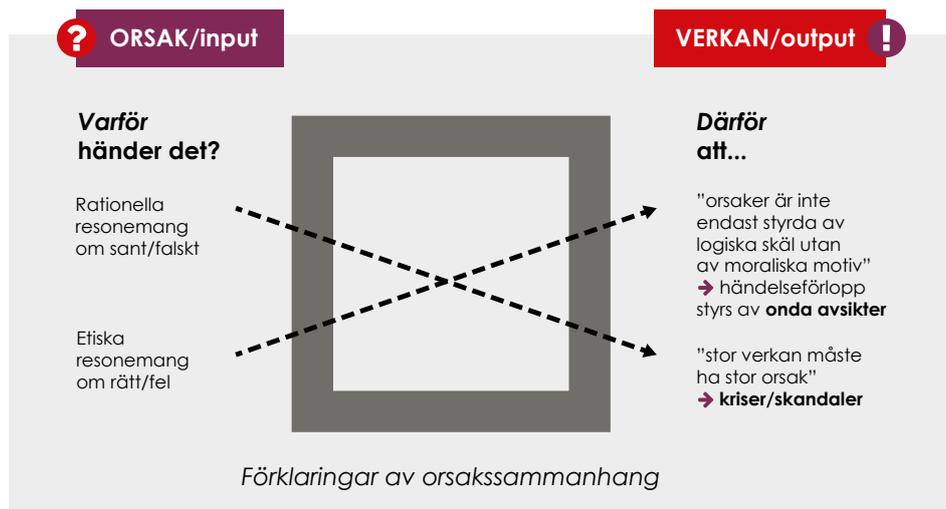 ? ORSAK/input
VERKAN/output !
Varför
händer det?
Rationella
resonemang
om sant/falskt
Etiska
resonemang
om rätt/fel
Därför
att...
”orsaker är inte
endast styrda av
logiska skäl utan
av moraliska motiv”
➔ händelseförlopp
styrs av onda avsikter
”stor verkan måste
ha stor orsak”
➔ kriser/skandaler
Förklaringar av orsakssammanhang